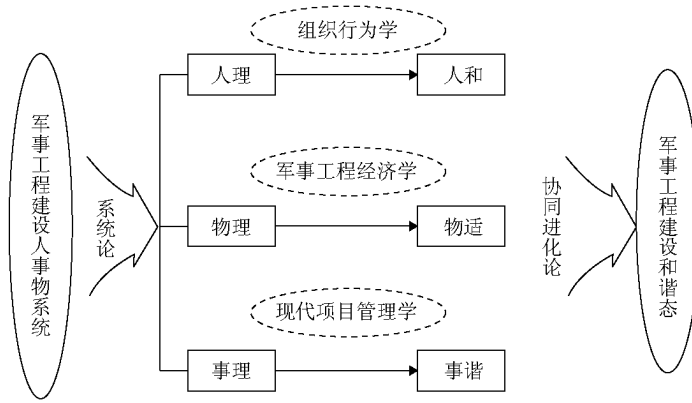 军事工程建设人事物系统
系统论
组织行为学
人理
人和
军事工程经济学
物理
物适
现代项目管理学
事理
事谐
协同进化论
军事工程建设和谐态